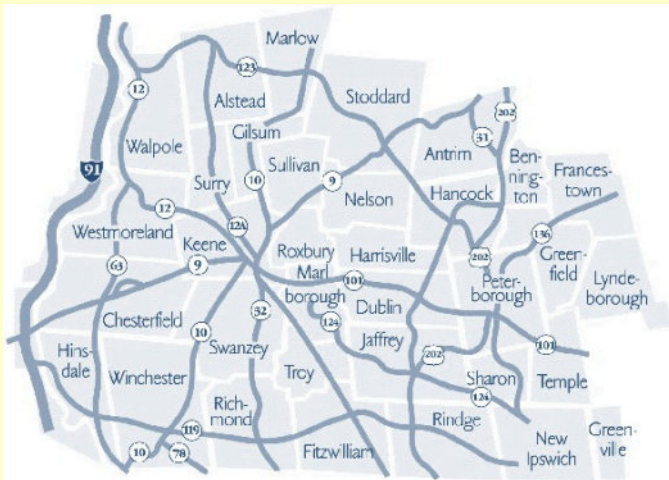 Marlow
123
12
Alstead
Stoddard
202
Gilsum
31
Walpole
Antrim
Ben-
nington
Frances-
town
91
Sullivan
Surry
10
9
Nelson
Hancock
12
12A
Westmoreland
Keene
Roxbury
Harrisville
136
Green-
field
63
9
Marl
borough
101
202
Peter-
borough
Lynde-
borough
Chesterfield
32
124
Dublin
10
Hins-
dale
Swanzey
Jaffrey
202
101
Winchester
Troy
Sharon
Temple
Rich-
mond
124
119
Rindge
10
78
Fitzwilliam
New
Ipswich
Green-
ville